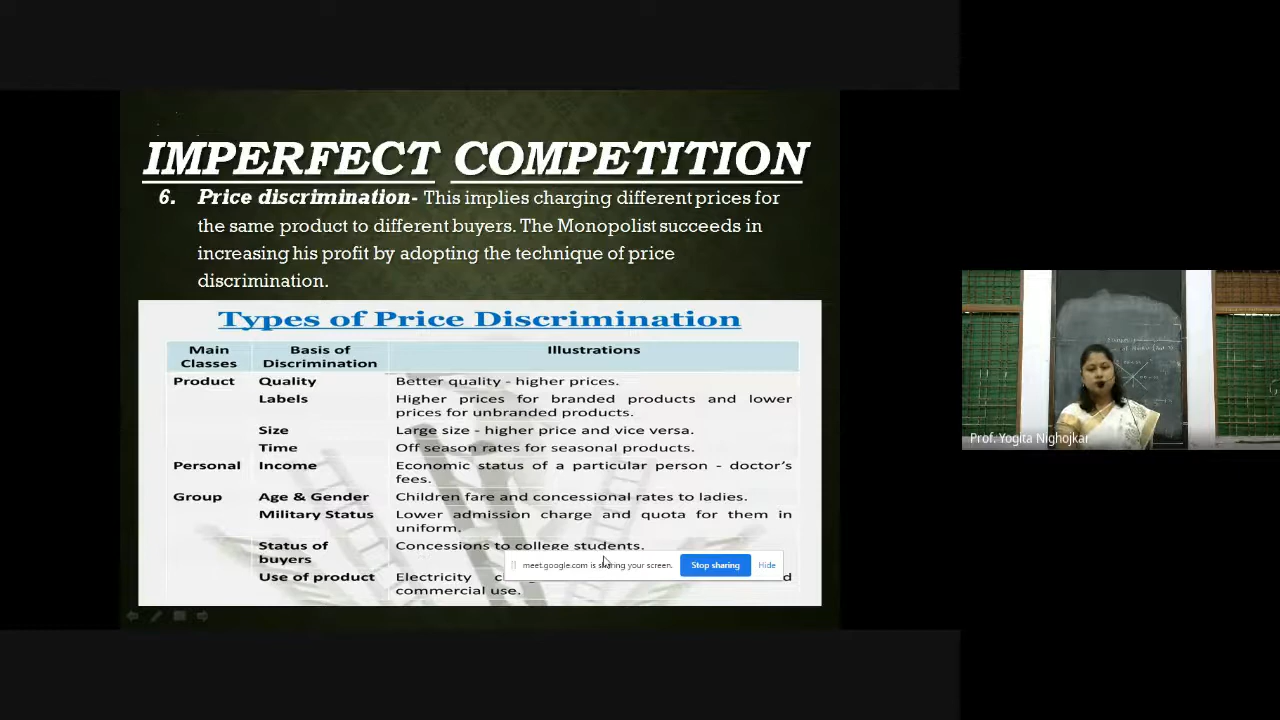 IMPERFECT COMPETITION
6. Price discrimination- This implies charging different prices for
the same product to different buyers. The Monopolist succeeds in
increasing his profit by adopting the technique of price
discrimination.
Types of Price Discrimination
Main Classes Basis of Discrimination Illustrations
Product Quality Better quality - higher prices.
Labels Higher prices for branded products and lower
prices for unbranded products.
Size Large size - higher price and vice versa.
Time Off season rates for seasonal products.
Personal Income Economic status of a particular person - doctor's
fees.
Group Age & Gender Children fare and concessional rates to ladies.
Military Status Lower admission charge and quota for them in
uniform.
Status of buyers Concessions to college students.
meet.google.com is sharing your screen. Stop sharing Hide
Use of product Electricity
commercial use.
Prof. Yogita Nighojkar